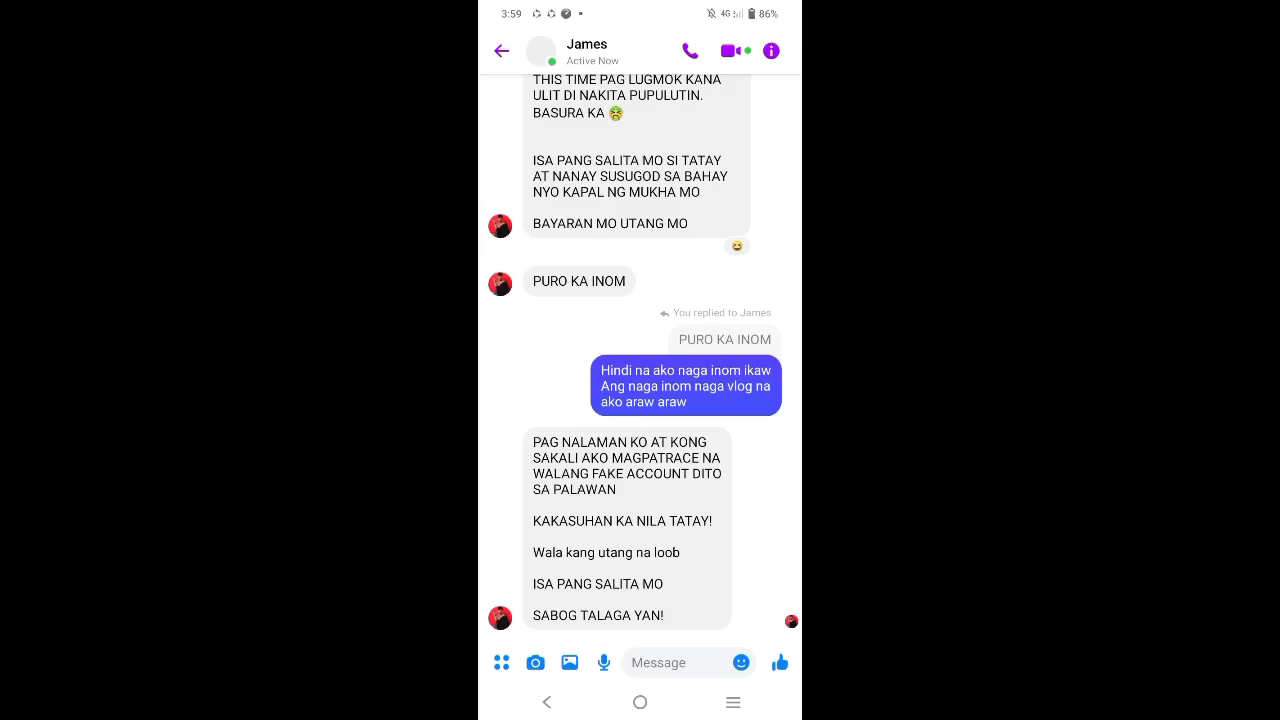 3:59
4G
86%
James
Active Now
THIS TIME PAG LUGMOK KANA
ULIT DI NAKITA PUPULUTIN.
BASURA KA 🤮
ISA PANG SALITA MO SI TATAY
AT NANAY SUSUGOD SA BAHAY
NYO KAPAL NG MUKHA MO
BAYARAN MO UTANG MO
PURO KA INOM
You replied to James
PURO KA INOM
Hindi na ako naga inom ikaw
Ang naga inom naga vlog na
ako araw araw
PAG NALAMAN KO AT KONG
SAKALI AKO MAGPATRACE NA
WALANG FAKE ACCOUNT DITO
SA PALAWAN
KAKASUHAN KA NILA TATAY!
Wala kang utang na loob
ISA PANG SALITA MO
SABOG TALAGA YAN!
Message